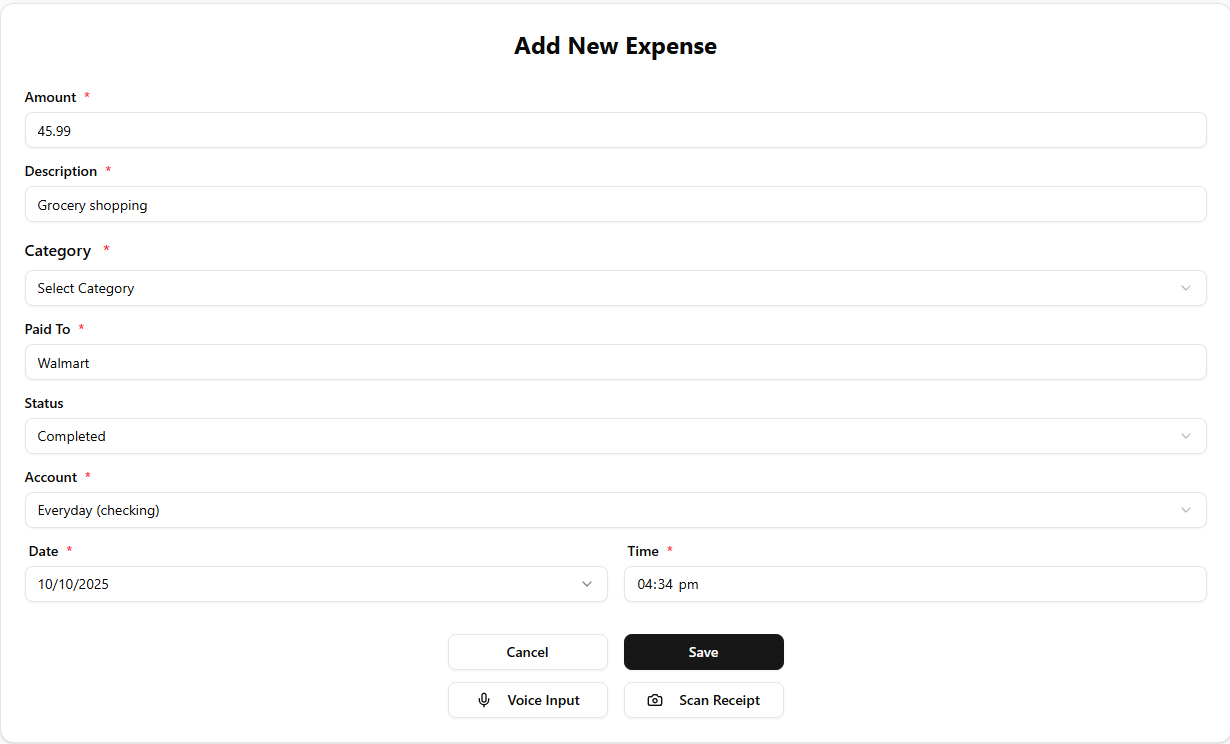 Add New Expense
Amount *
45.99
Description *
Grocery shopping
Category *
Select Category
Paid To *
Walmart
Status
Completed
Account *
Everyday (checking)
Date * Time *
10/10/2025 04:34 pm
Cancel Save
Voice Input Scan Receipt